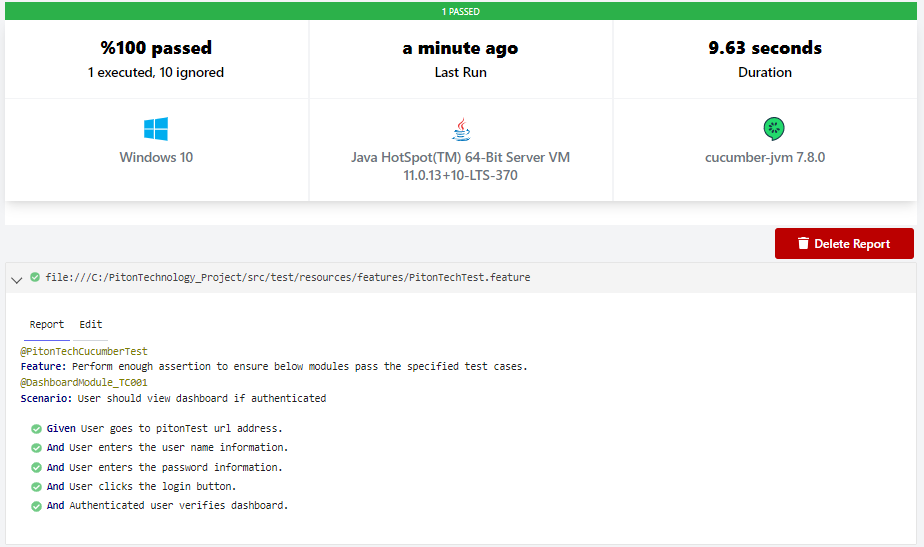 1 PASSED
%100 passed
1 executed, 10 ignored
a minute ago
Last Run
9.63 seconds
Duration
Windows 10
Java HotSpot(TM) 64-Bit Server VM
11.0.13+10-LTS-370
cucumber-jvm 7.8.0
Delete Report
file:///C:/PitonTechnology_Project/src/test/resources/features/PitonTechTest.feature
Report Edit
@PitonTechCucumberTest
Feature: Perform enough assertion to ensure below modules pass the specified test cases.
@DashboardModule_TC001
Scenario: User should view dashboard if authenticated
Given User goes to pitonTest url address.
And User enters the user name information.
And User enters the password information.
And User clicks the login button.
And Authenticated user verifies dashboard.